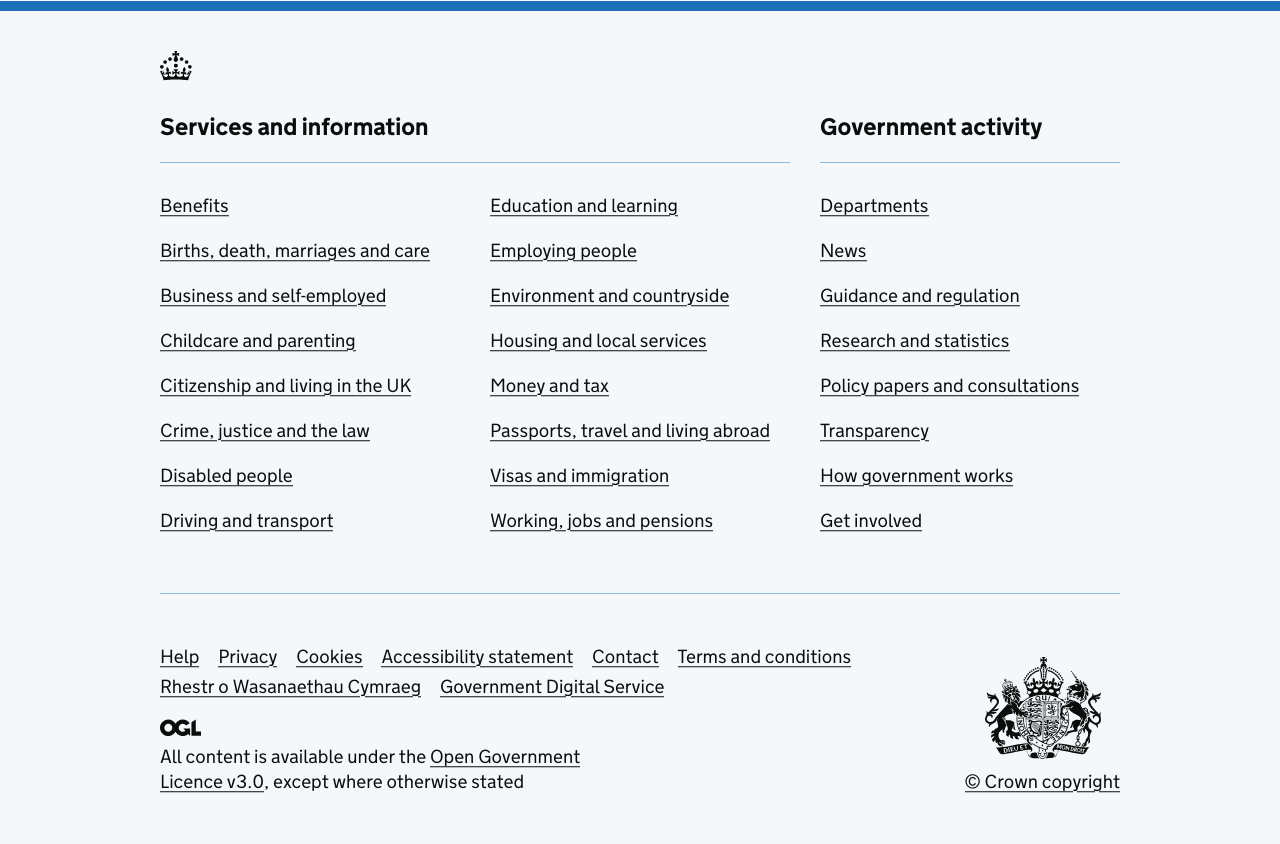 Services and information
Benefits
Births, death, marriages and care
Business and self-employed
Childcare and parenting
Citizenship and living in the UK
Crime, justice and the law
Disabled people
Driving and transport
Education and learning
Employing people
Environment and countryside
Housing and local services
Money and tax
Passports, travel and living abroad
Visas and immigration
Working, jobs and pensions
Government activity
Departments
News
Guidance and regulation
Research and statistics
Policy papers and consultations
Transparency
How government works
Get involved
Help Privacy Cookies Accessibility statement Contact Terms and conditions
Rhestr o Wasanaethau Cymraeg Government Digital Service
OGL
All content is available under the Open Government
Licence v3.0, except where otherwise stated
QUI
DIEU ET MON DROIT
© Crown copyright